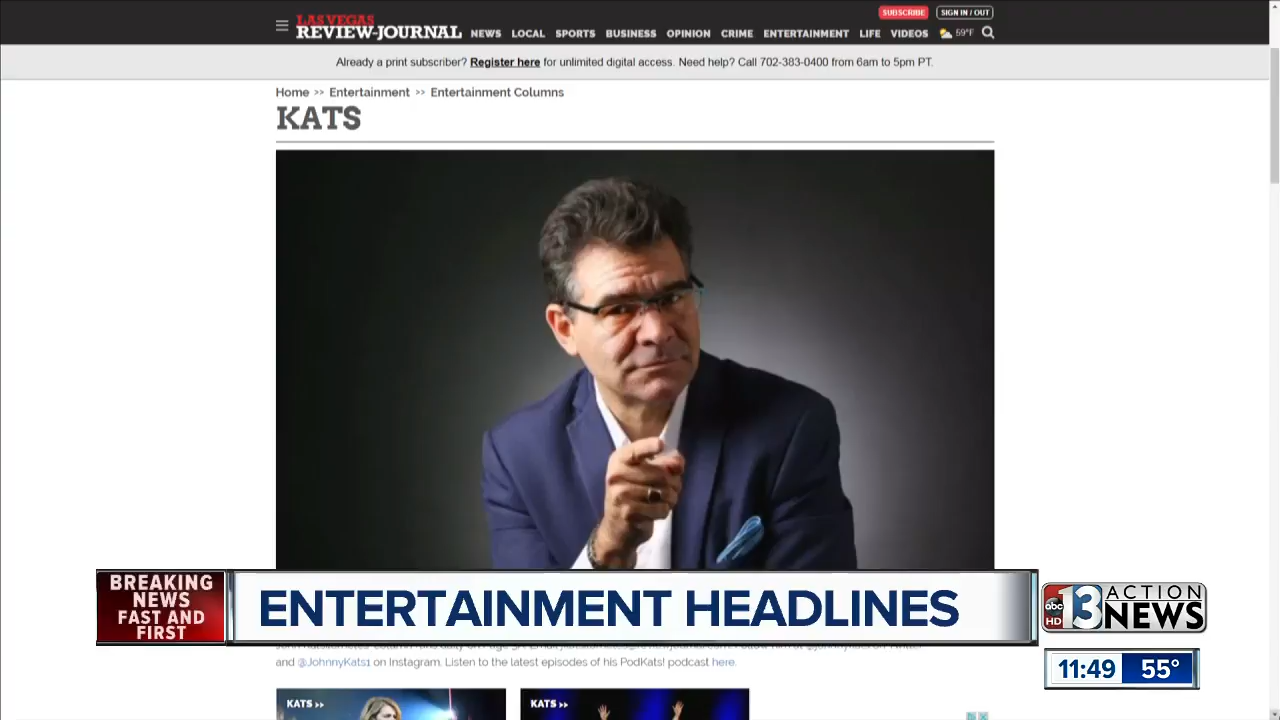 LAS VEGAS
REVIEW-JOURNAL
SUBSCRIBE
SIGN IN / OUT
NEWS LOCAL SPORTS BUSINESS OPINION CRIME ENTERTAINMENT LIFE VIDEOS 59°F
Already a print subscriber? Register here for unlimited digital access. Need help? Call 702-383-0400 from 6am to 5pm PT.
Home >> Entertainment >> Entertainment Columns
KATS
BREAKING
NEWS
FAST AND
FIRST
ENTERTAINMENT HEADLINES
abc
HD
13
ACTION
NEWS
and @JohnnyKats1 on Instagram. Listen to the latest episodes of his PodKats! podcast here.
11:49 55°
KATS >>
KATS >>